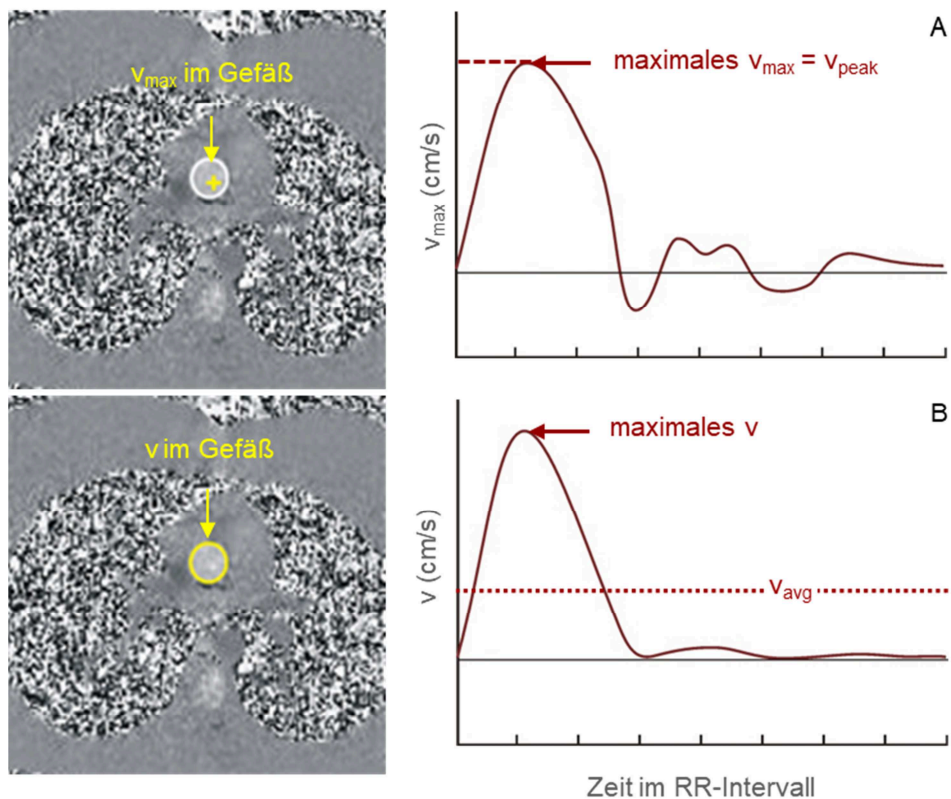 vmax im Gefäß
A
maximales vmax = vpeak
vmax (cm/s)
v im Gefäß
B
maximales v
v (cm/s)
vavg
Zeit im RR-Intervall